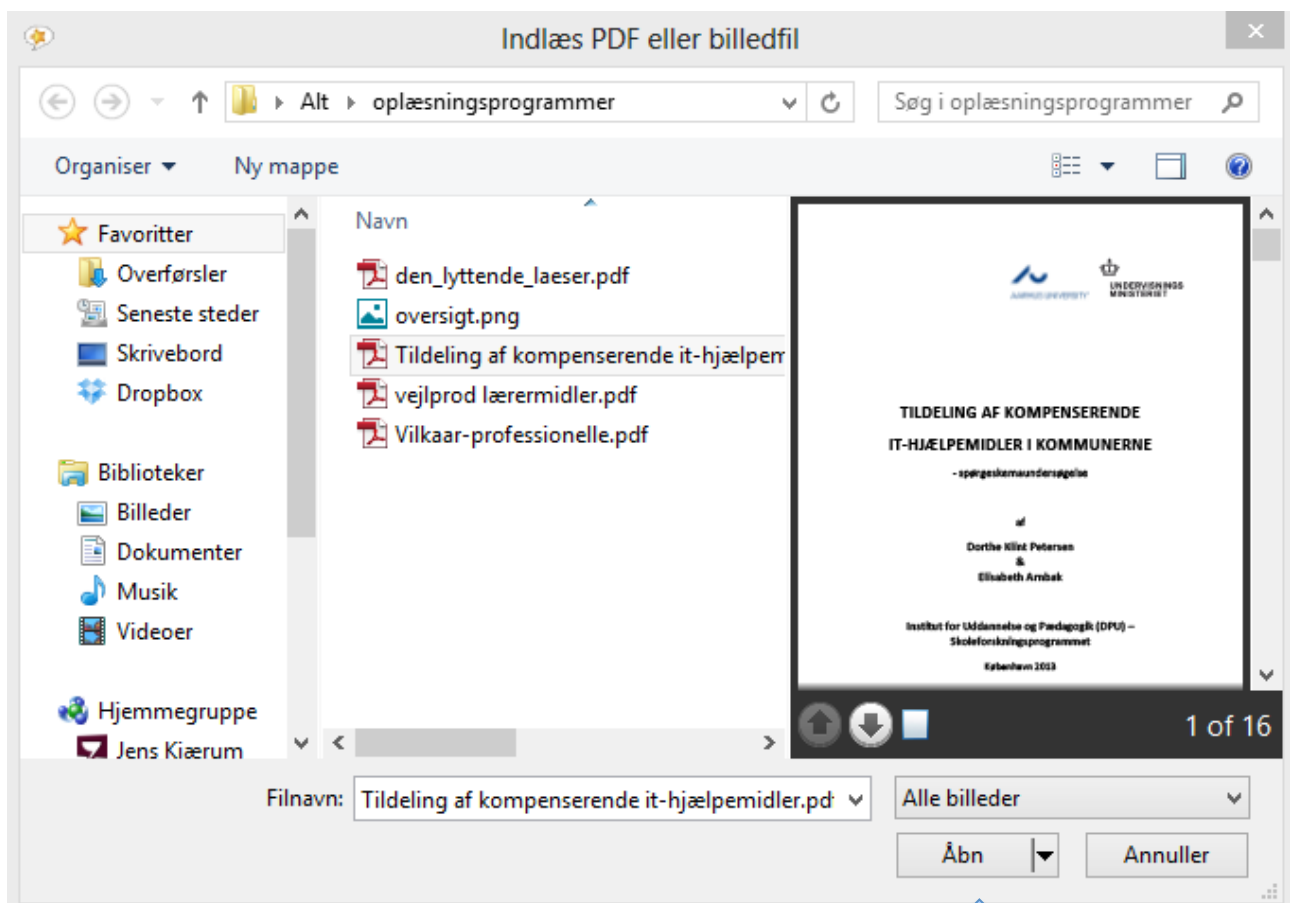 Indlæs PDF eller billedfil
Alt oplæsningsprogrammer
Søg i oplæsningsprogrammer
Organiser
Ny mappe
Favoritter
Overførsler
Seneste steder
Skrivebord
Dropbox
Biblioteker
Billeder
Dokumenter
Musik
Videoer
Hjemmegruppe
Jens Kiærum
Navn
den_lyttende_laeser.pdf
oversigt.png
Tildeling af kompenserende it-hjælpem
vejlprod lærermidler.pdf
Vilkaar-professionelle.pdf
AARHUS UNIVERSITY
UNDERVISNINGS
MINISTERIET
TILDELING AF KOMPENSERENDE
IT-HJÆLPEMIDLER I KOMMUNERNE
- spørgeskemaundersøgelse
af
Dorthe Klint Petersen
&
Elisabeth Arnbak
Institut for Uddannelse og Pædagogik (DPU) –
Skoleforskningsprogrammet
København 2013
1 of 16
Filnavn:
Tildeling af kompenserende it-hjælpemidler.pdf
Alle billeder
Åbn
Annuller